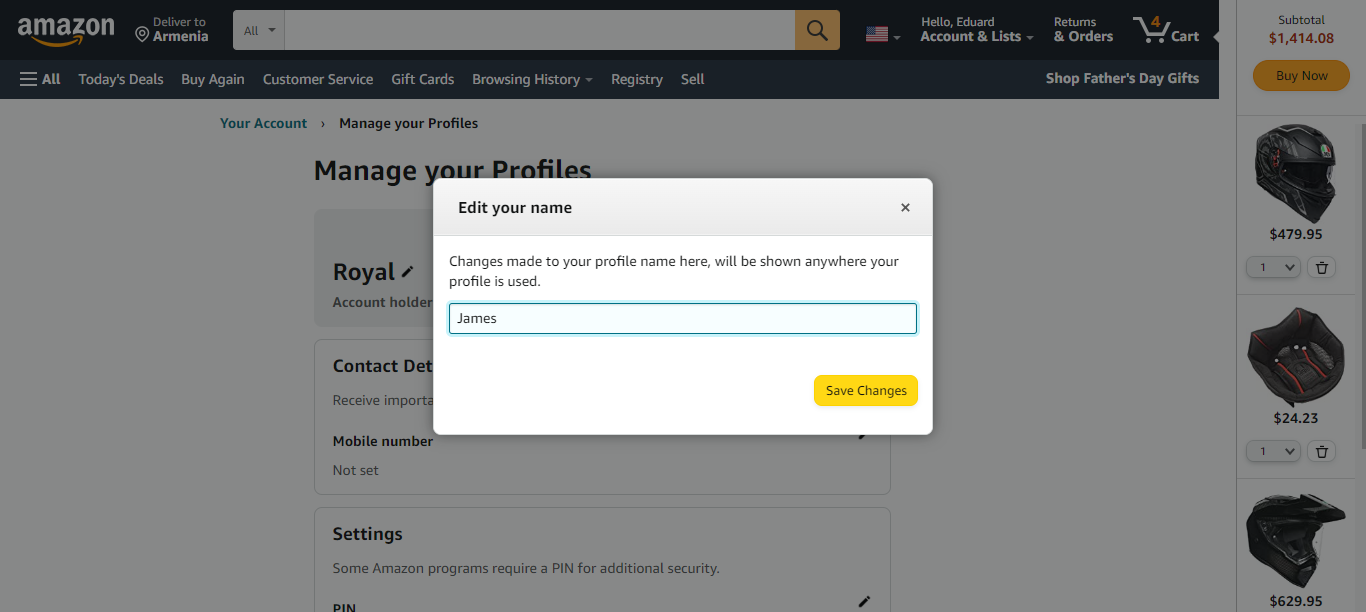 amazon
Deliver to
Armenia
All
Hello, Eduard
Account & Lists
Returns
& Orders
4
Cart
Subtotal
$1,414.08
Buy Now
All
Today's Deals
Buy Again
Customer Service
Gift Cards
Browsing History
Registry
Sell
Shop Father's Day Gifts
Your Account › Manage your Profiles
Manage your Profiles
Edit your name
×
Changes made to your profile name here, will be shown anywhere your
profile is used.
James
Save Changes
Royal
Account holder
Contact Det
Receive importa
Mobile number
Not set
Settings
Some Amazon programs require a PIN for additional security.
PIN
$479.95
1
$24.23
1
$629.95